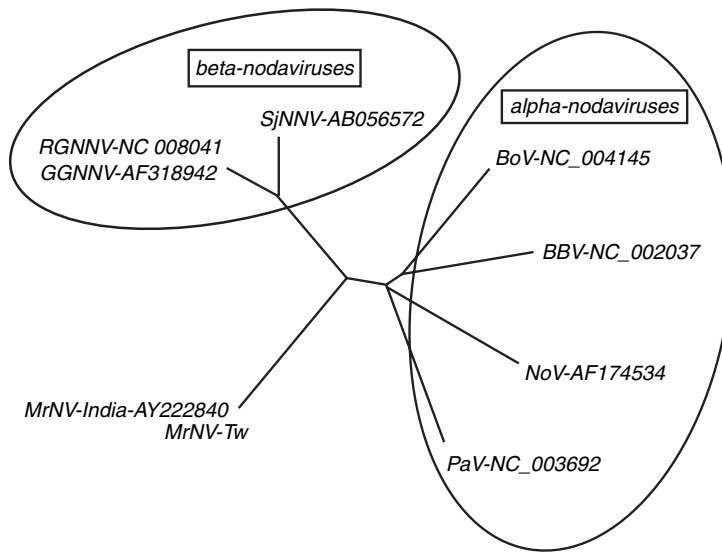 beta-nodaviruses
SjNNV-AB056572
RGNNV-NC 008041
GGNNV-AF318942
alpha-nodaviruses
BoV-NC_004145
BBV-NC_002037
NoV-AF174534
MrNV-India-AY222840
MrNV-Tw
PaV-NC_003692